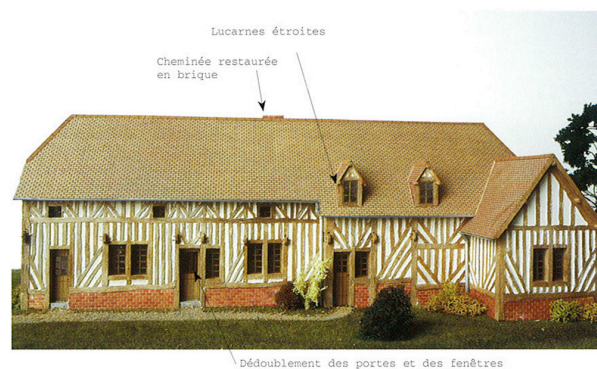 Lucarnes étroites
Cheminée restaurée
en brique
Dédoublement des portes et des fenêtres